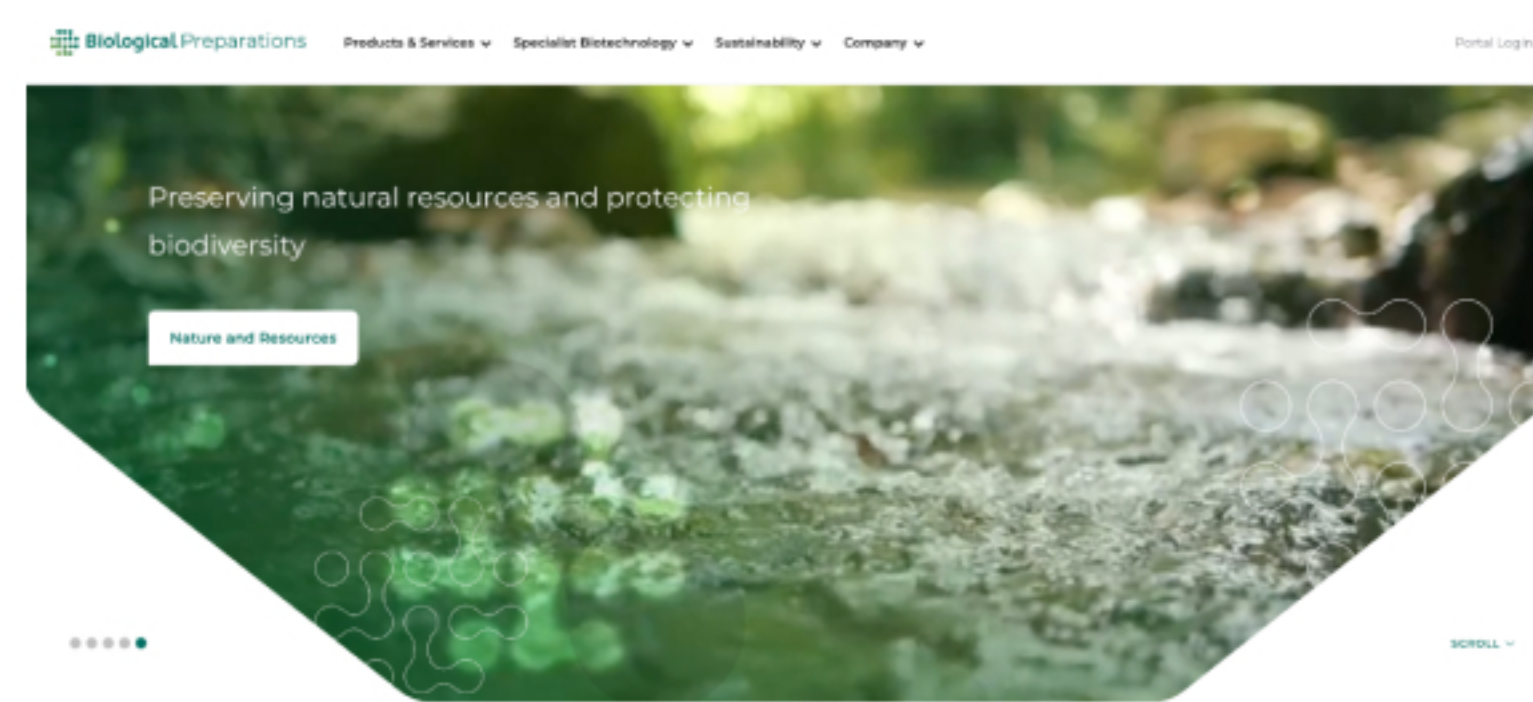 Biological Preparations
Products & Services
Specialist Biotechnology
Sustainability
Company
Portal Login
Preserving natural resources and protecting
biodiversity
Nature and Resources
SCROLL